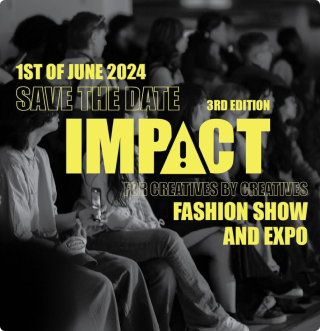 1ST OF JUNE 2024
SAVE THE DATE
3RD EDITION
IMPACT
FOR CREATIVES BY CREATIVES
FASHION SHOW
AND EXPO